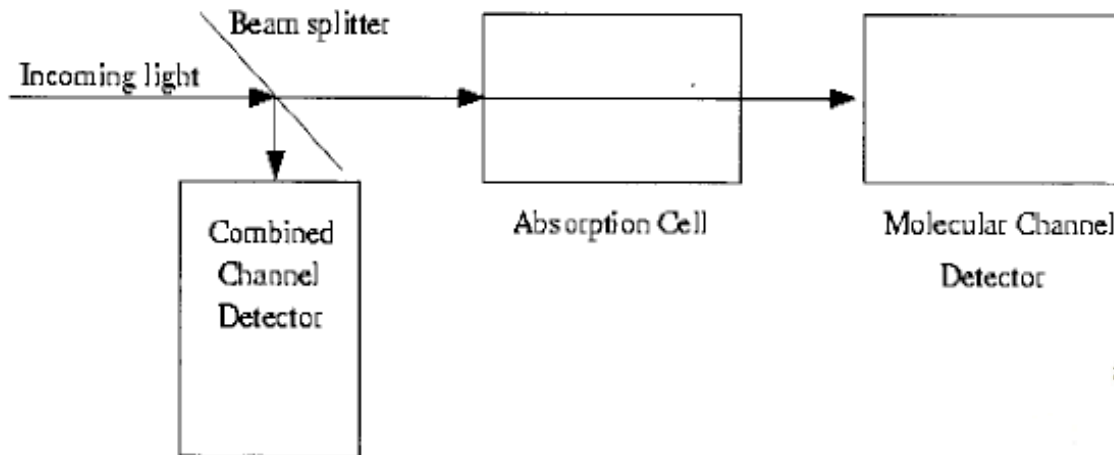 Beam splitter
Incoming light
Combined
Channel
Detector
Absorption Cell
Molecular Channel
Detector